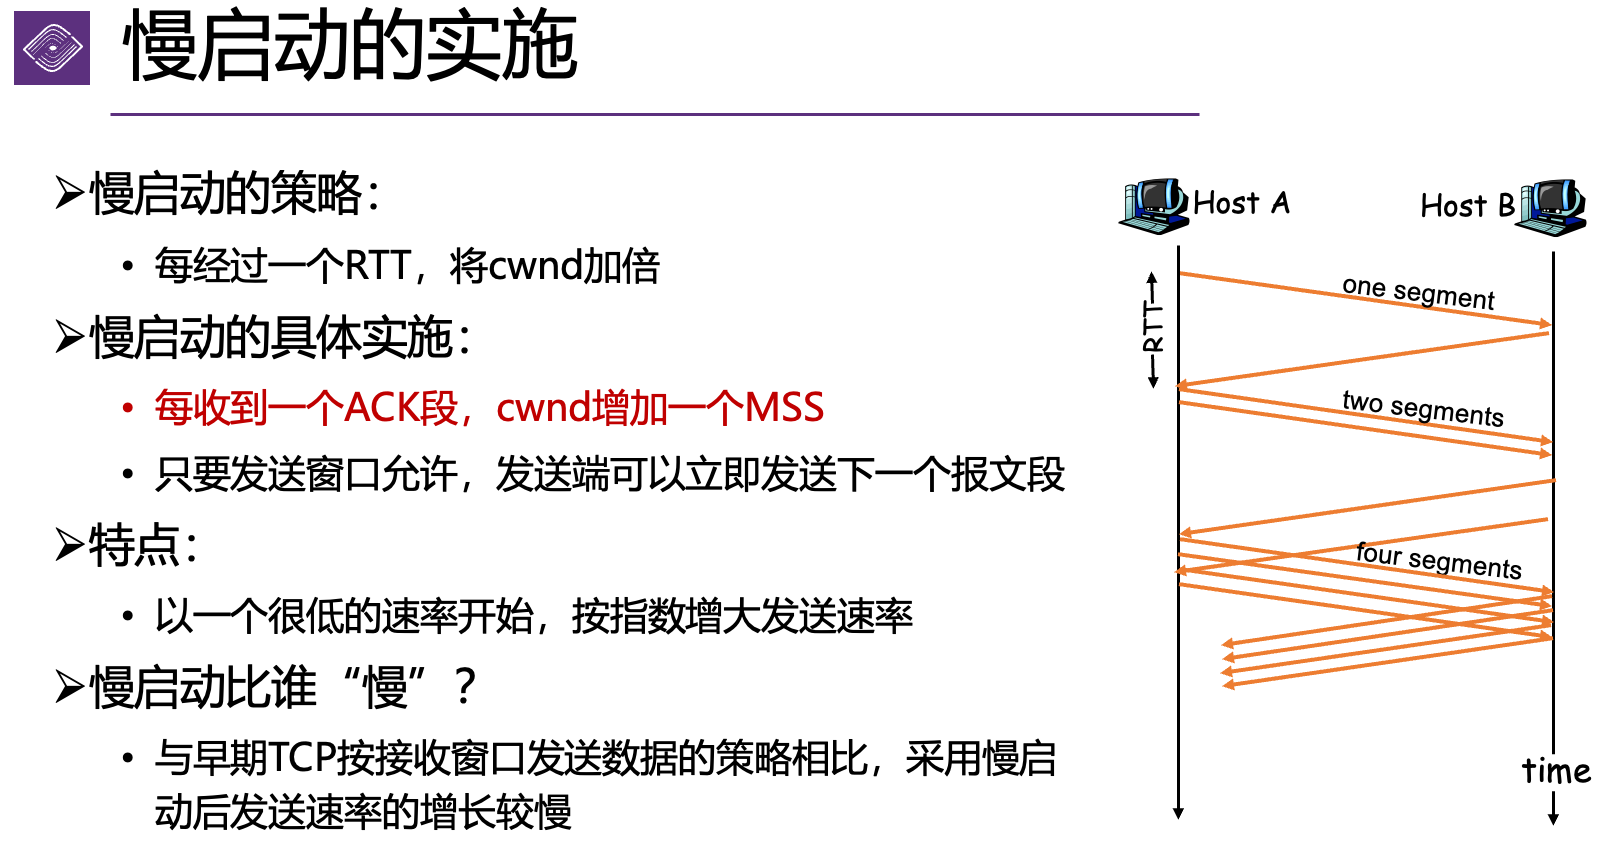 慢启动的实施
➢慢启动的策略：
• 每经过一个RTT，将cwnd加倍
➢慢启动的具体实施：
• 每收到一个ACK段，cwnd增加一个MSS
• 只要发送窗口允许，发送端可以立即发送下一个报文段
➢特点：
• 以一个很低的速率开始，按指数增大发送速率
➢慢启动比谁“慢”？
• 与早期TCP按接收窗口发送数据的策略相比，采用慢启
动后发送速率的增长较慢
Host A
Host B
one segment
RTT
two segments
four segments
time